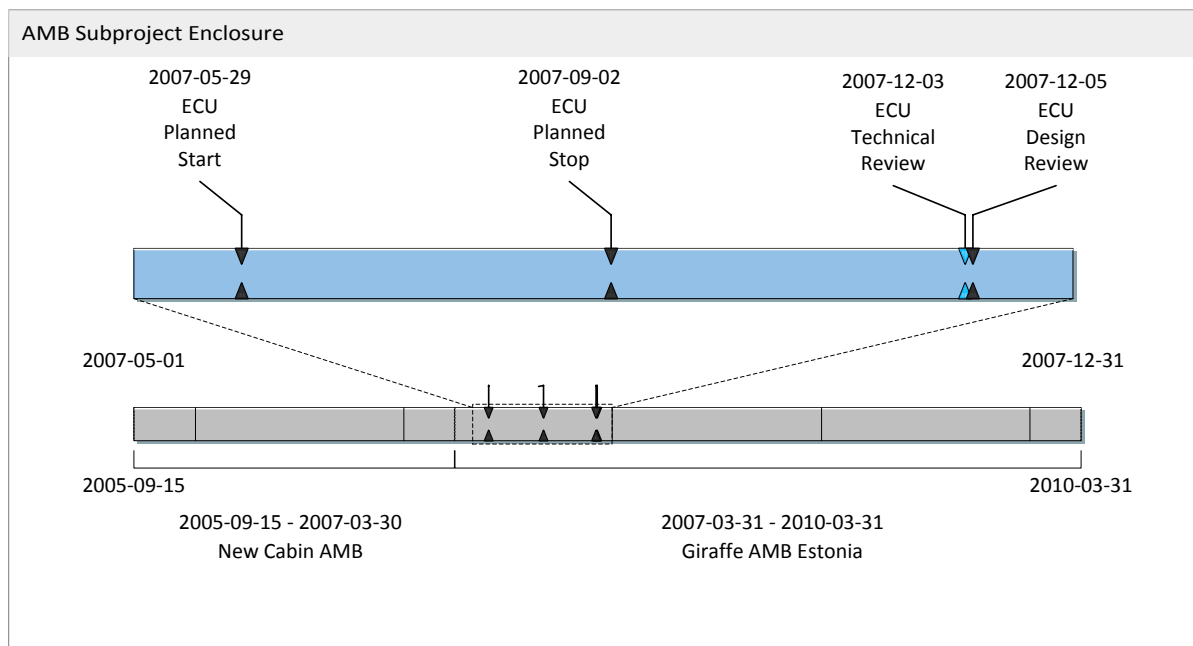 AMB Subproject Enclosure
2007-05-29
ECU
Planned
Start
2007-09-02
ECU
Planned
Stop
2007-12-03
ECU
Technical
Review
2007-12-05
ECU
Design
Review
2007-05-01
2007-12-31
2005-09-15
2010-03-31
2005-09-15 - 2007-03-30
New Cabin AMB
2007-03-31 - 2010-03-31
Giraffe AMB Estonia